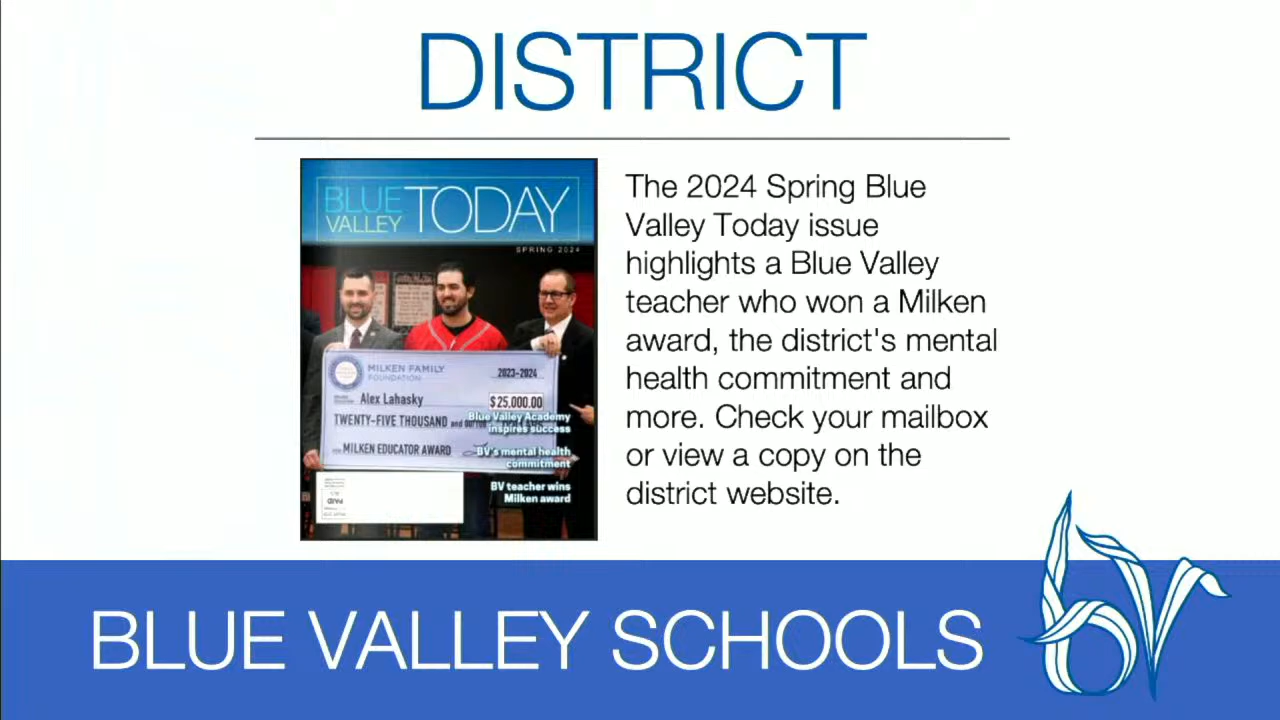 DISTRICT
BLUE
VALLEY
TODAY
SPRING 2024
MILKEN FAMILY
FOUNDATION
2023-2024
Alex Lahasky
$25,000.00
TWENTY-FIVE THOUSAND and
Blue Valley Academy
inspires success
MILKEN EDUCATOR AWARD
BV's mental health
commitment
BV teacher wins
Milken award
The 2024 Spring Blue
Valley Today issue
highlights a Blue Valley
teacher who won a Milken
award, the district's mental
health commitment and
more. Check your mailbox
or view a copy on the
district website.
BLUE VALLEY SCHOOLS
bv